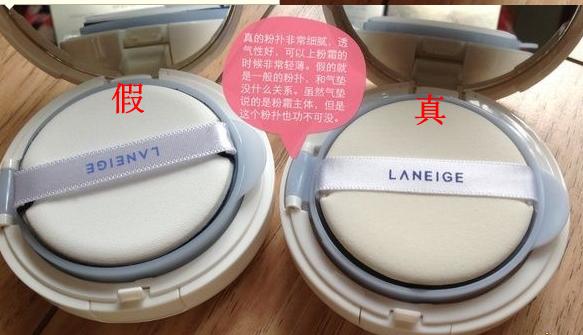 真的粉扑非常细腻，透
气性好，可以上粉霜的
时候非常轻薄。假的就
是一般的粉扑，和气垫
没什么关系。虽然气垫
说的是粉霜主体，但是
这个粉扑也功不可没。
假
真
LANEIGE
LANEIGE